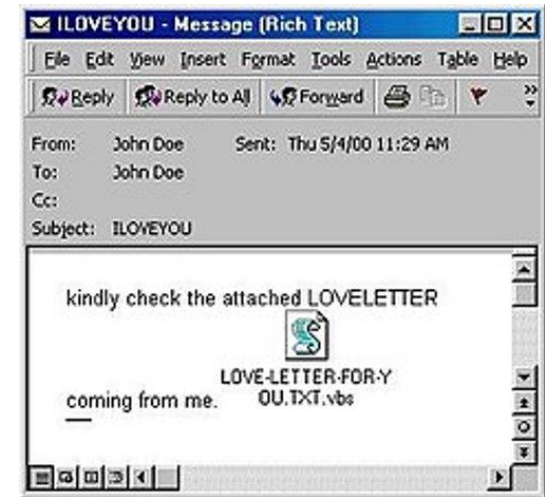 ILOVEYOU - Message (Rich Text)
File Edit View Insert Format Tools Actions Table Help
Reply Reply to All Forward
From: John Doe Sent: Thu 5/4/00 11:29 AM
To: John Doe
Cc:
Subject: ILOVEYOU
kindly check the attached LOVELETTER
LOVE-LETTER-FOR-Y
OU.TXT.vbs
coming from me.